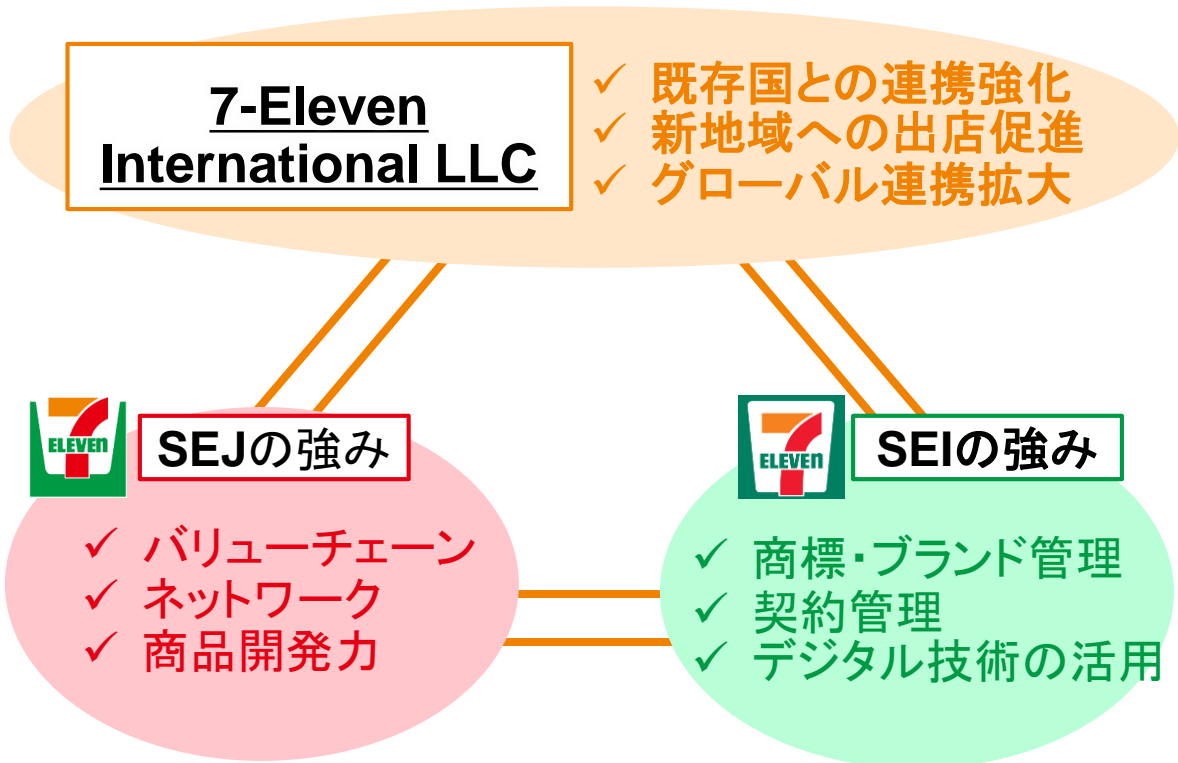 7-Eleven
International LLC
✓ 既存国との連携強化
✓ 新地域への出店促進
✓ グローバル連携拡大
ELEVEN
SEJの強み
✓ バリューチェーン
✓ ネットワーク
✓ 商品開発力
ELEVEN
SEIの強み
✓ 商標・ブランド管理
✓ 契約管理
✓ デジタル技術の活用